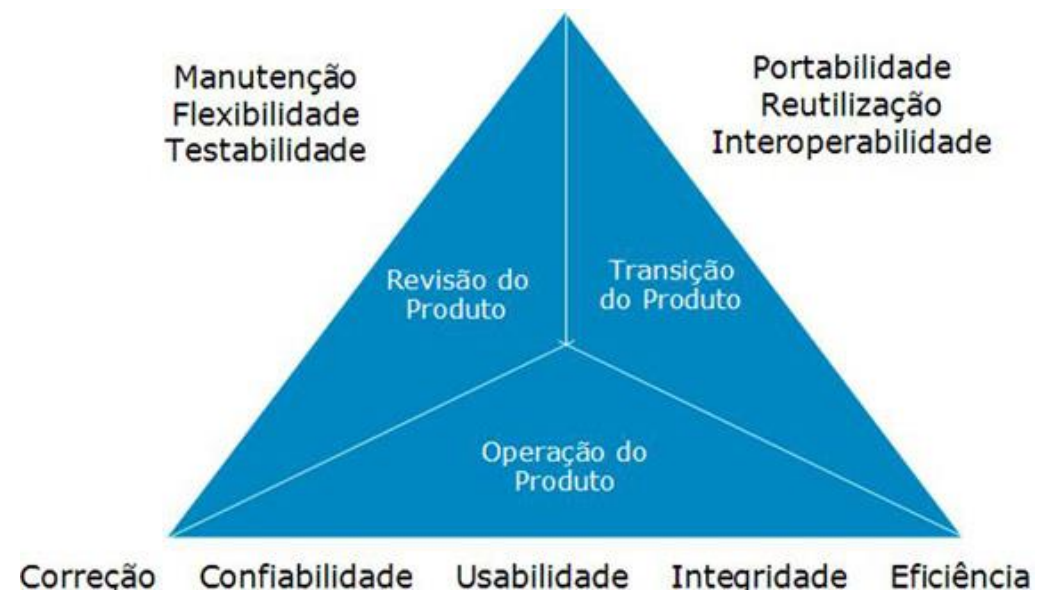 Manutenção
Flexibilidade
Testabilidade
Portabilidade
Reutilização
Interoperabilidade
Revisão do
Produto
Transição
do Produto
Operação do
Produto
Correção Confiabilidade Usabilidade Integridade Eficiência